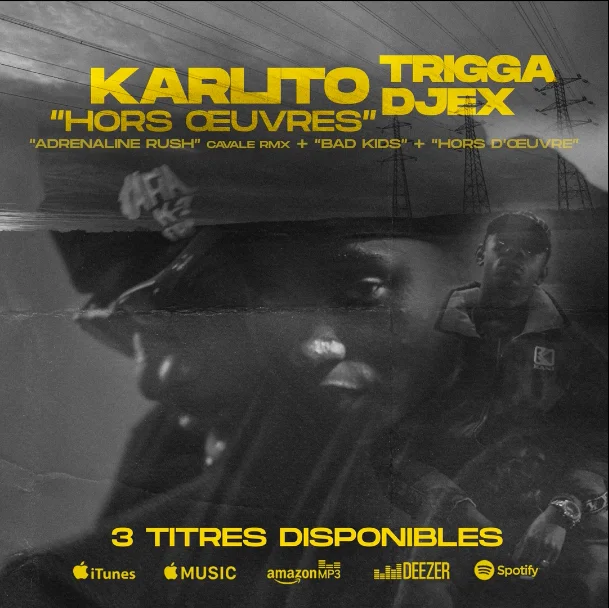 KARLITO TRIGGA DJEX
"HORS ŒUVRES"
"ADRENALINE RUSH" CAVALE RMX + "BAD KIDS" + "HORS D'ŒUVRE"
3 TITRES DISPONIBLES
iTunes MUSIC amazonMP3 DEEZER Spotify